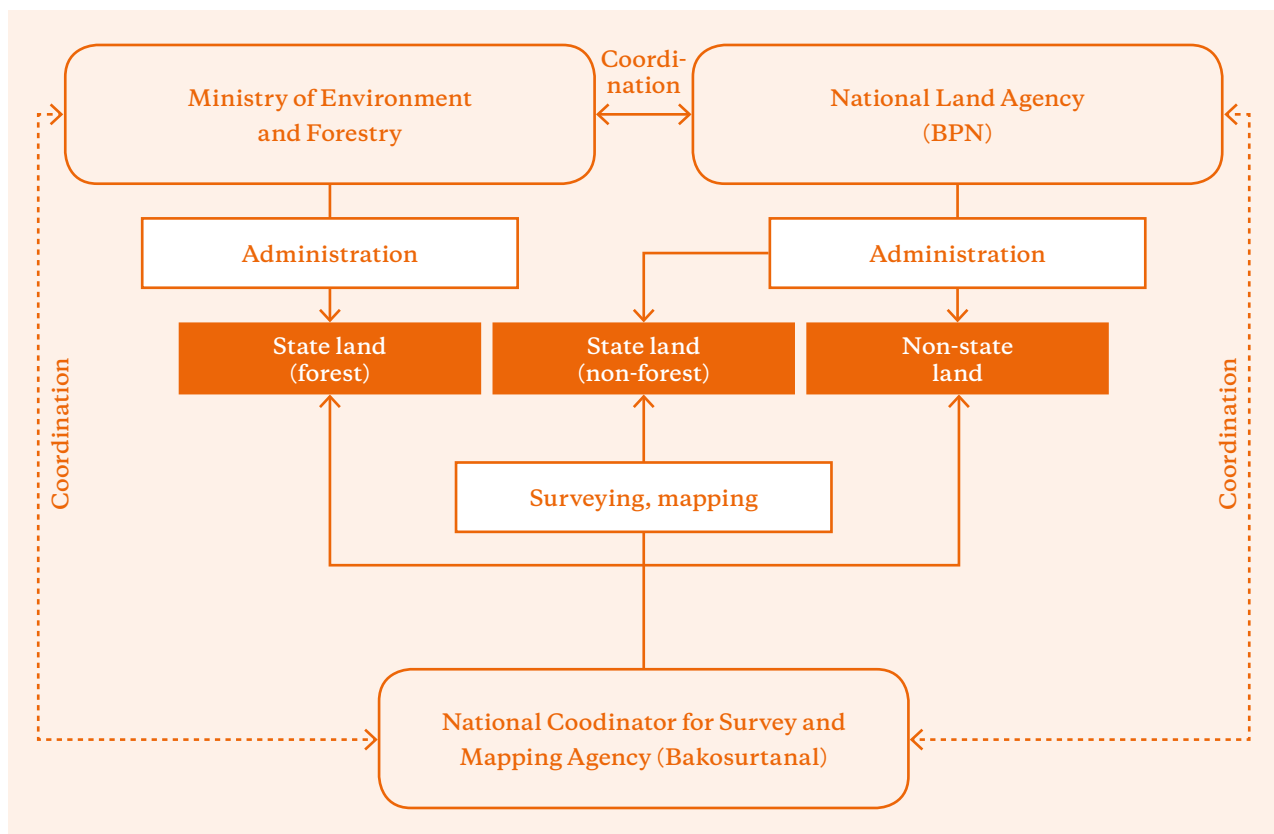 Ministry of Environment
and Forestry
Coordi-
nation
National Land Agency
(BPN)
Administration
Administration
State land
(forest)
State land
(non-forest)
Non-state
land
Coordination
Coordination
Surveying, mapping
National Coodinator for Survey and
Mapping Agency (Bakosurtanal)